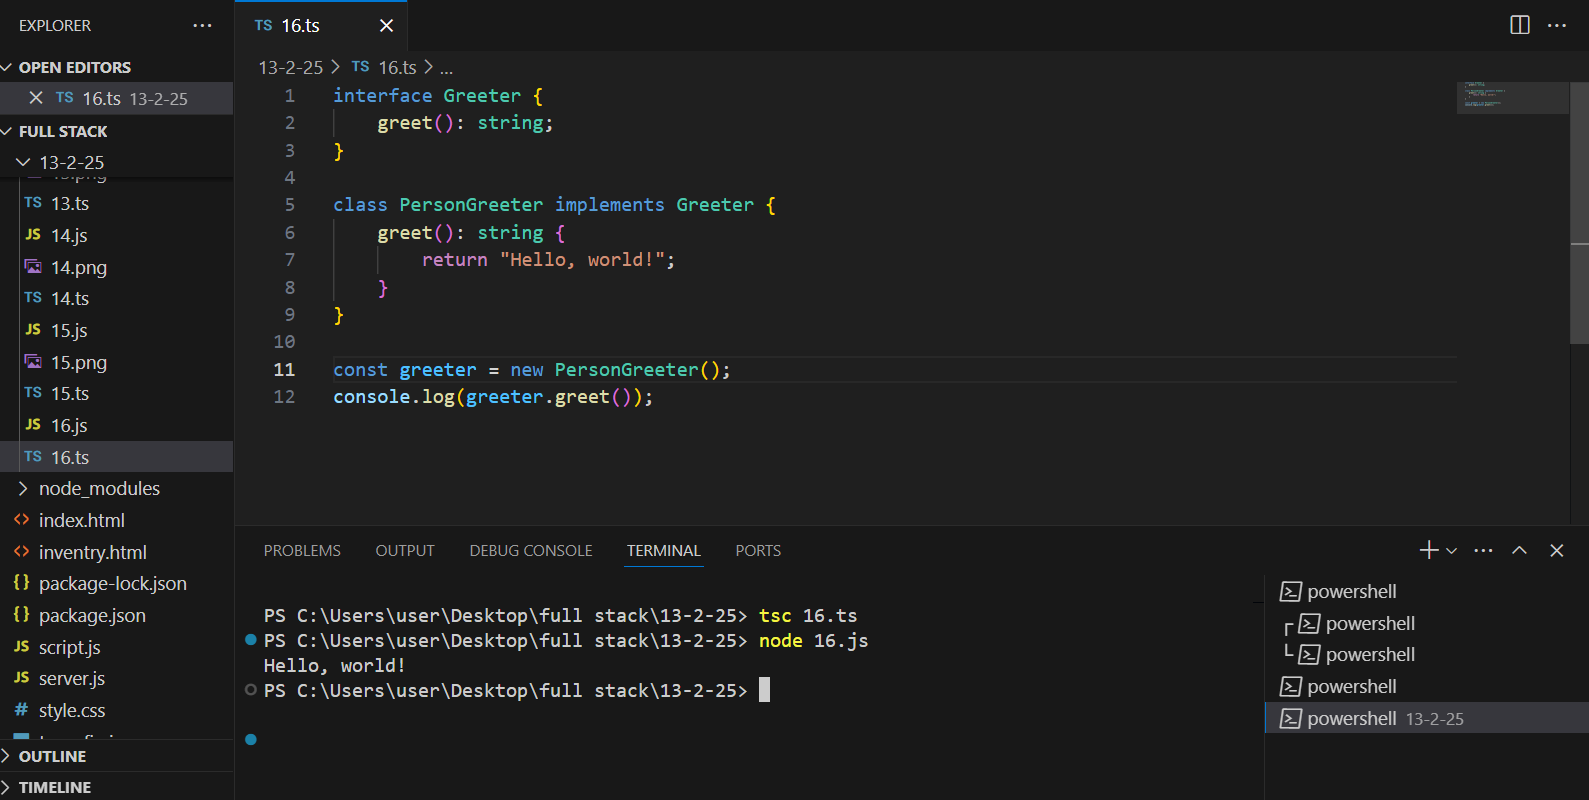 EXPLORER
OPEN EDITORS
TS 16.ts 13-2-25
FULL STACK
13-2-25
TS 13.ts
JS 14.js
14.png
TS 14.ts
JS 15.js
15.png
TS 15.ts
JS 16.js
TS 16.ts
node_modules
<> index.html
<> inventry.html
{} package-lock.json
{} package.json
JS script.js
JS server.js
# style.css
OUTLINE
TIMELINE
TS 16.ts
13-2-25 > TS 16.ts > ...
1 interface Greeter {
2     greet(): string;
3 }
4
5 class PersonGreeter implements Greeter {
6     greet(): string {
7         return "Hello, world!";
8     }
9 }
10
11 const greeter = new PersonGreeter();
12 console.log(greeter.greet());
PROBLEMS OUTPUT DEBUG CONSOLE TERMINAL PORTS
PS C:\Users\user\Desktop\full stack\13-2-25> tsc 16.ts
PS C:\Users\user\Desktop\full stack\13-2-25> node 16.js
Hello, world!
PS C:\Users\user\Desktop\full stack\13-2-25>
powershell
powershell
powershell
powershell
powershell 13-2-25